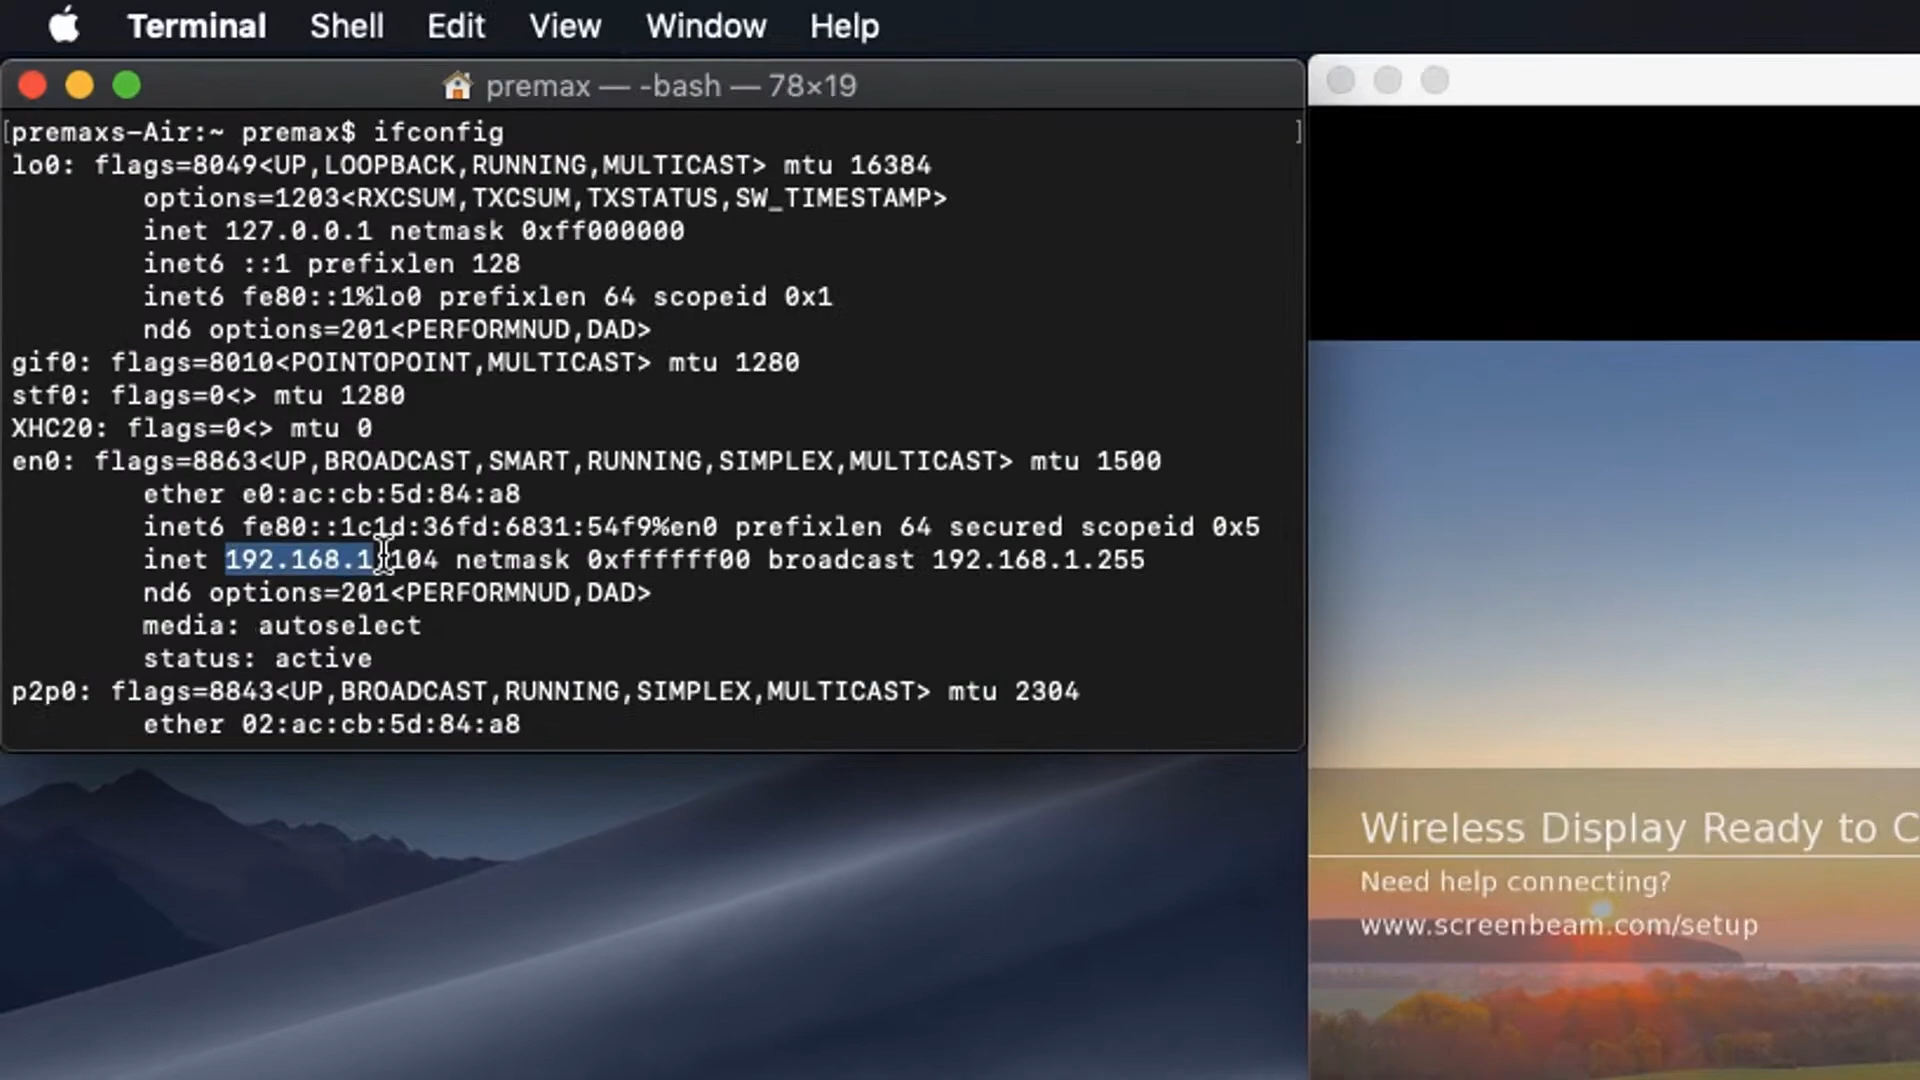 Terminal Shell Edit View Window Help
premax — -bash — 78×19
[premaxs-Air:~ premax$ ifconfig ]
lo0: flags=8049<UP,LOOPBACK,RUNNING,MULTICAST> mtu 16384
options=1203<RXCSUM,TXCSUM,TXSTATUS,SW_TIMESTAMP>
inet 127.0.0.1 netmask 0xff000000
inet6 ::1 prefixlen 128
inet6 fe80::1%lo0 prefixlen 64 scopeid 0x1
nd6 options=201<PERFORMNUD,DAD>
gif0: flags=8010<POINTOPOINT,MULTICAST> mtu 1280
stf0: flags=0<> mtu 1280
XHC20: flags=0<> mtu 0
en0: flags=8863<UP,BROADCAST,SMART,RUNNING,SIMPLEX,MULTICAST> mtu 1500
ether e0:ac:cb:5d:84:a8
inet6 fe80::1c1d:36fd:6831:54f9%en0 prefixlen 64 secured scopeid 0x5
inet 192.168.1.104 netmask 0xffffff00 broadcast 192.168.1.255
nd6 options=201<PERFORMNUD,DAD>
media: autoselect
status: active
p2p0: flags=8843<UP,BROADCAST,RUNNING,SIMPLEX,MULTICAST> mtu 2304
ether 02:ac:cb:5d:84:a8
Wireless Display Ready to C
Need help connecting?
www.screenbeam.com/setup